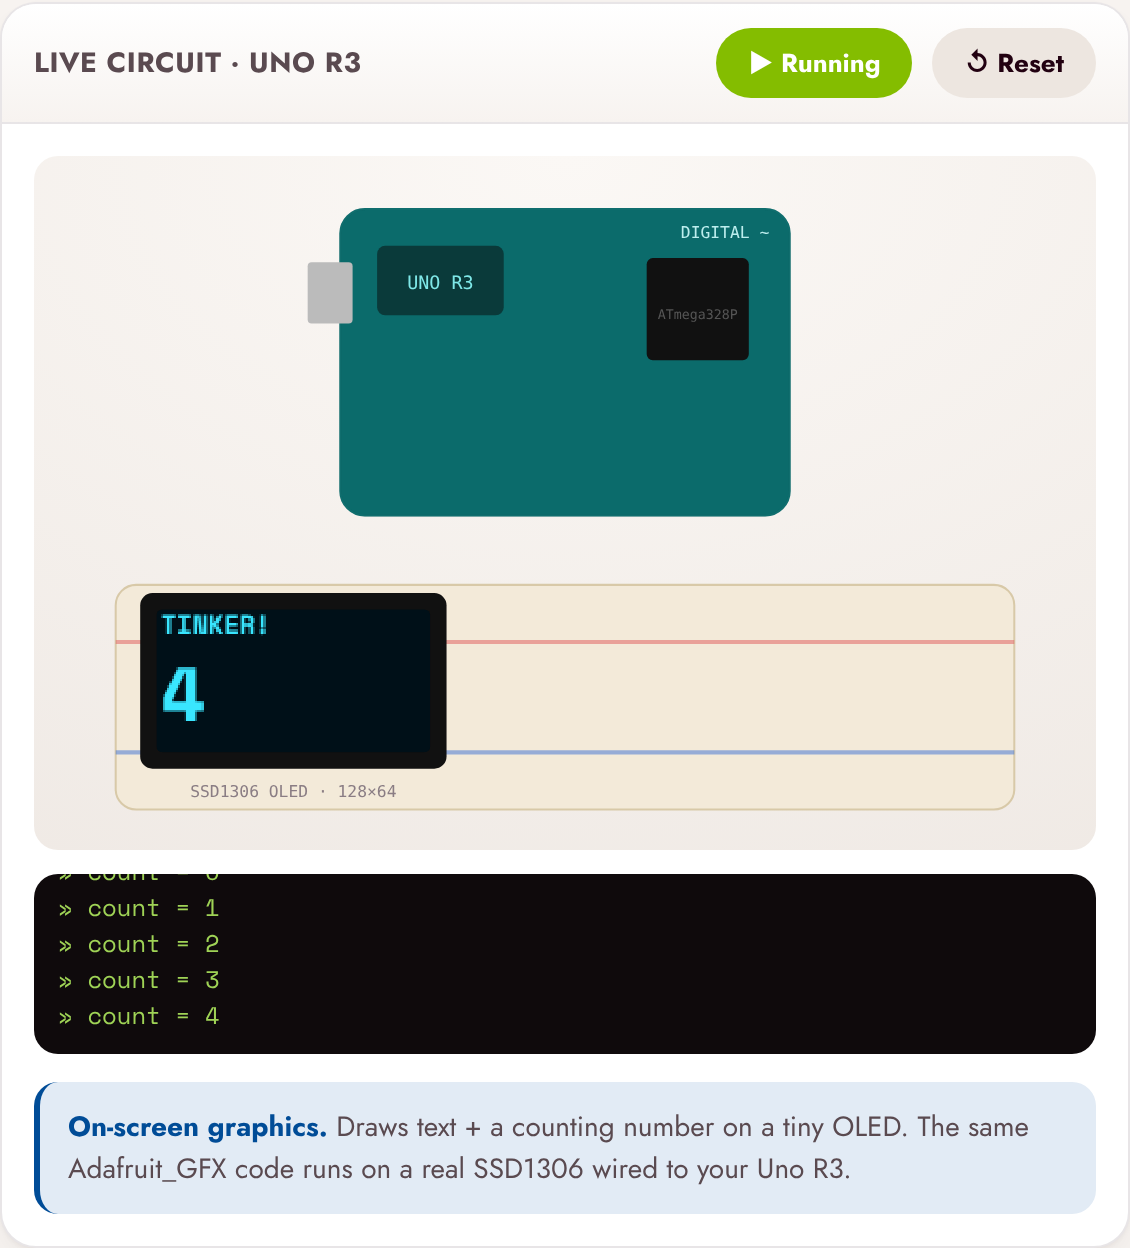 LIVE CIRCUIT · UNO R3
▶ Running
↺ Reset
DIGITAL ~
UNO R3
ATmega328P
TINKER!
4
SSD1306 OLED · 128×64
» count =
» count = 1
» count = 2
» count = 3
» count = 4
On-screen graphics. Draws text + a counting number on a tiny OLED. The same
Adafruit_GFX code runs on a real SSD1306 wired to your Uno R3.